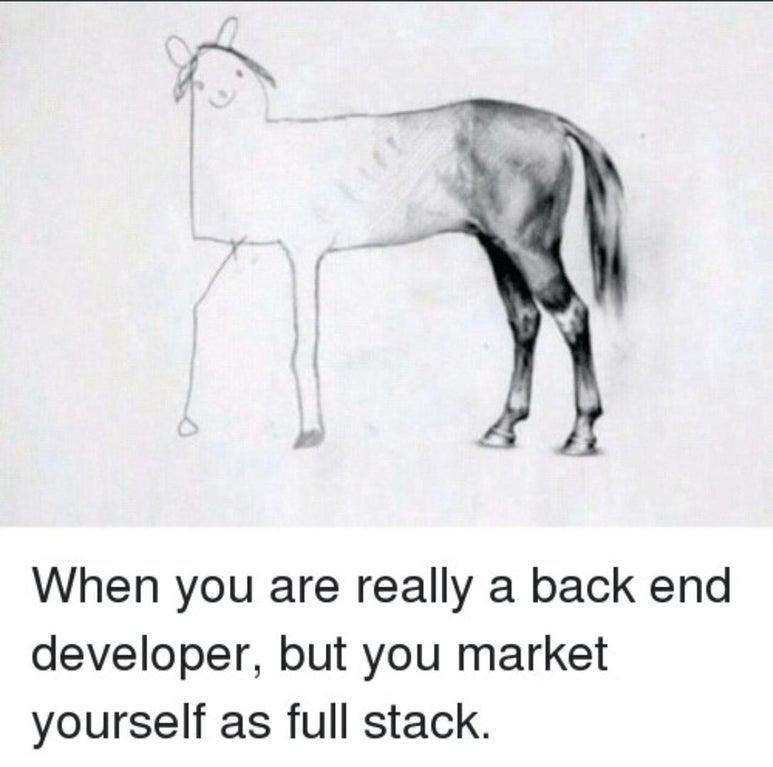 When you are really a back end
developer, but you market
yourself as full stack.